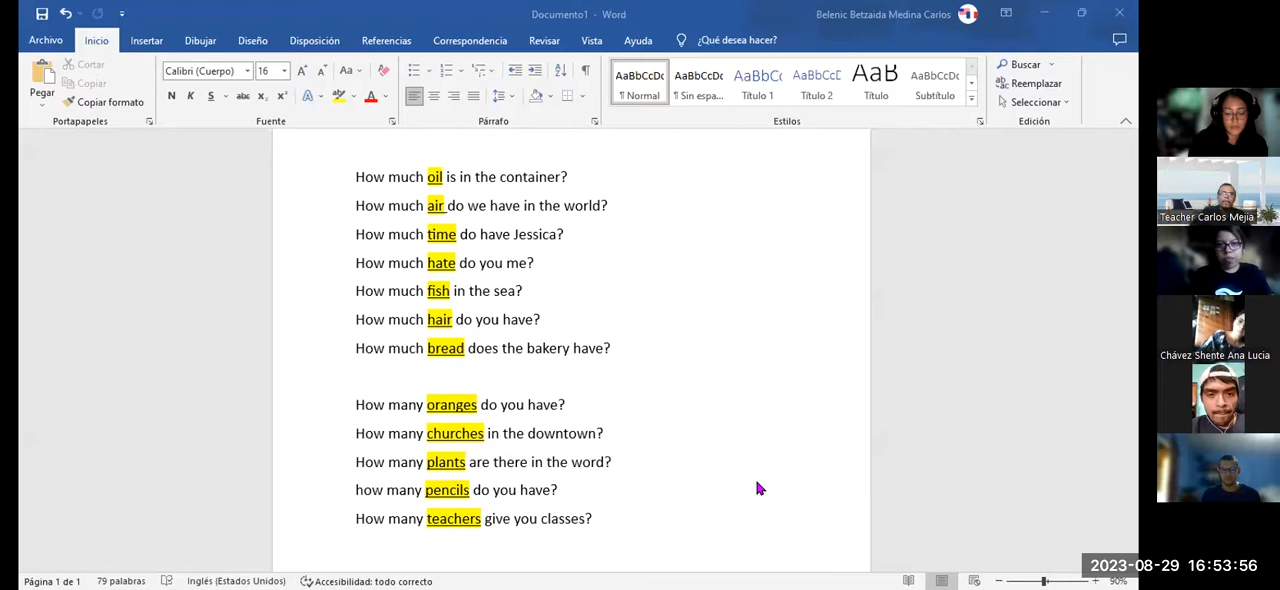 Documento1 - Word
Belenic Betzaida Medina Carlos
Archivo Inicio Insertar Dibujar Diseño Disposición Referencias Correspondencia Revisar Vista Ayuda ¿Qué desea hacer?
Pegar
Cortar
Copiar
Copiar formato
Portapapeles
Calibri (Cuerpo) 16
N K S abc x₂ x² A A
Fuente
Párrafo
AaBbCcDc AaBbCcDc AaBbCc AaBbCcE AaB AaBbCcDc
¶ Normal ¶ Sin espa... Título 1 Título 2 Título Subtítulo
Estilos
Buscar
Reemplazar
Seleccionar
Edición
How much oil is in the container?
How much air do we have in the world?
How much time do have Jessica?
How much hate do you me?
How much fish in the sea?
How much hair do you have?
How much bread does the bakery have?
How many oranges do you have?
How many churches in the downtown?
How many plants are there in the word?
how many pencils do you have?
How many teachers give you classes?
Teacher Carlos Mejia
Chávez Shente Ana Lucia
2023-08-29 16:53:56
Página 1 de 1 79 palabras Inglés (Estados Unidos) Accesibilidad: todo correcto 90%